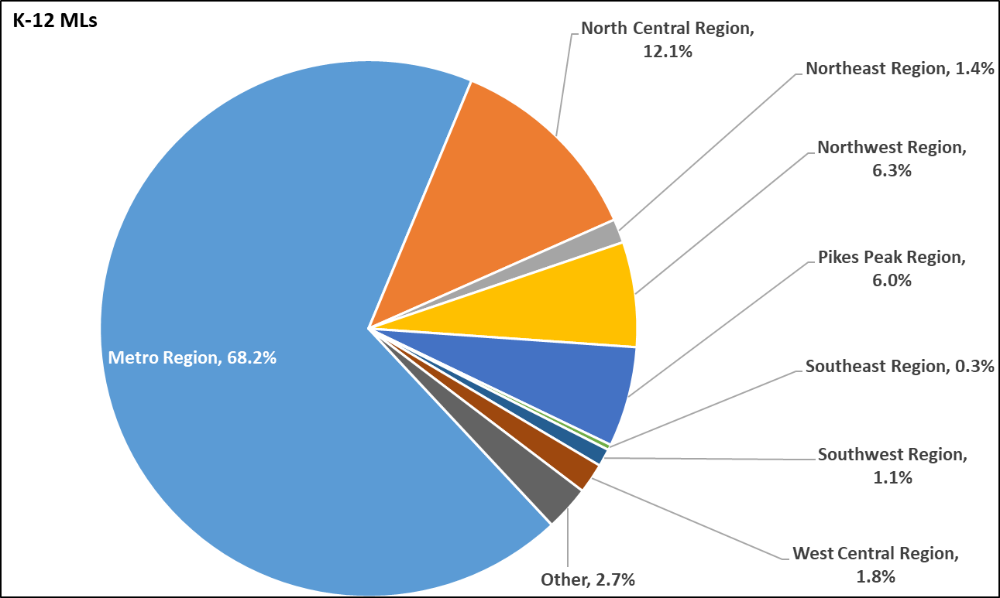 K-12 MLs
North Central Region,
12.1%
Northeast Region, 1.4%
Northwest Region,
6.3%
Pikes Peak Region,
6.0%
Metro Region, 68.2%
Southeast Region, 0.3%
Southwest Region,
1.1%
West Central Region,
1.8%
Other, 2.7%